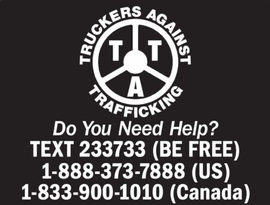 TRUCKERS AGAINST
T T
A
TRAFFICKING
Do You Need Help?
TEXT 233733 (BE FREE)
1-888-373-7888 (US)
1-833-900-1010 (Canada)